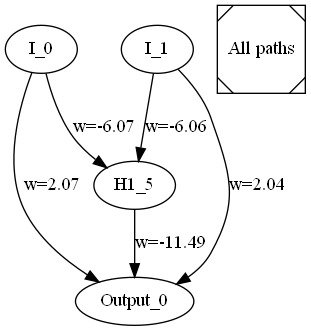 I_0
I_1
All paths
w=-6.07
w=-6.06
H1_5
w=2.07
w=2.04
w=-11.49
Output_0